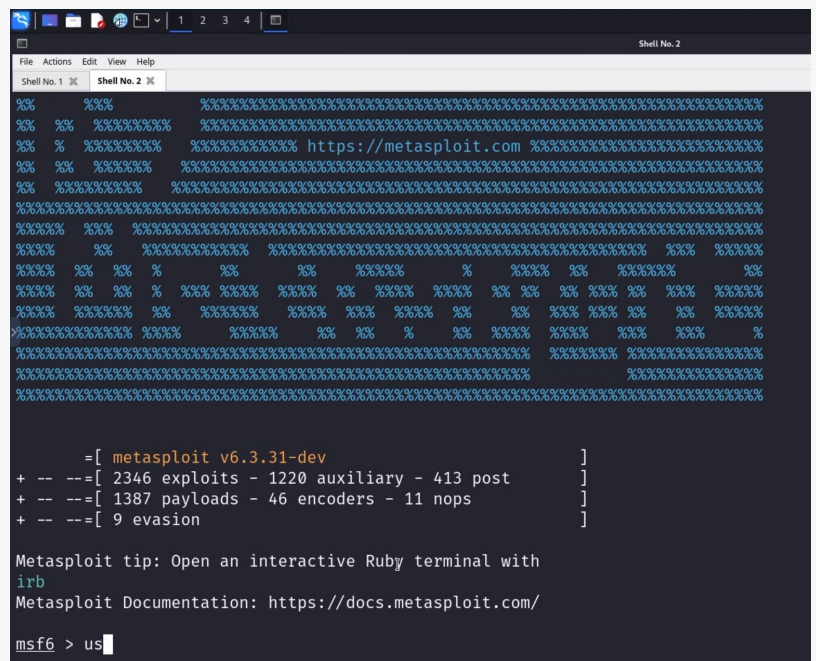 1 2 3 4
Shell No. 2
File Actions Edit View Help
Shell No. 1 Shell No. 2
https://metasploit.com
=[ metasploit v6.3.31-dev ]
+ -- --=[ 2346 exploits - 1220 auxiliary - 413 post ]
+ -- --=[ 1387 payloads - 46 encoders - 11 nops ]
+ -- --=[ 9 evasion ]
Metasploit tip: Open an interactive Ruby terminal with
irb
Metasploit Documentation: https://docs.metasploit.com/
msf6 > us